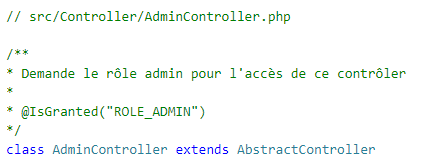 // src/Controller/AdminController.php
/**
* Demande le rôle admin pour l'accès de ce contrôler
*
* @IsGranted("ROLE_ADMIN")
*/
class AdminController extends AbstractController